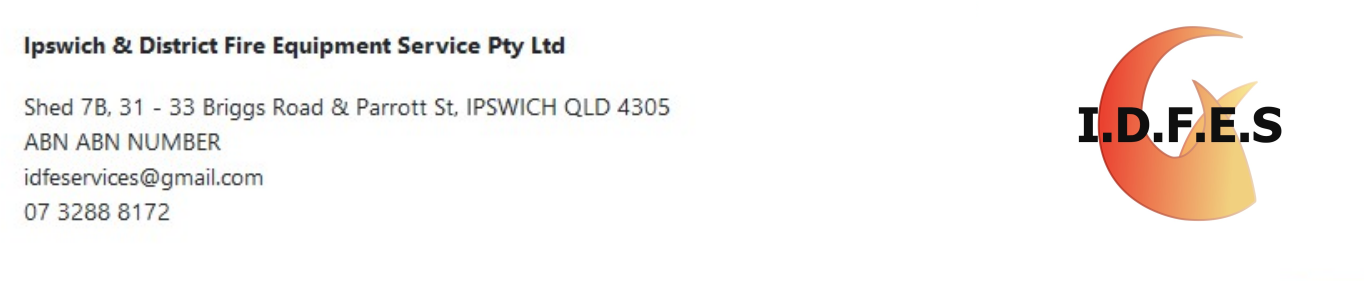 Ipswich & District Fire Equipment Service Pty Ltd
Shed 7B, 31 - 33 Briggs Road & Parrott St, IPSWICH QLD 4305
ABN ABN NUMBER
idfeservices@gmail.com
07 3288 8172
I.D.F.E.S